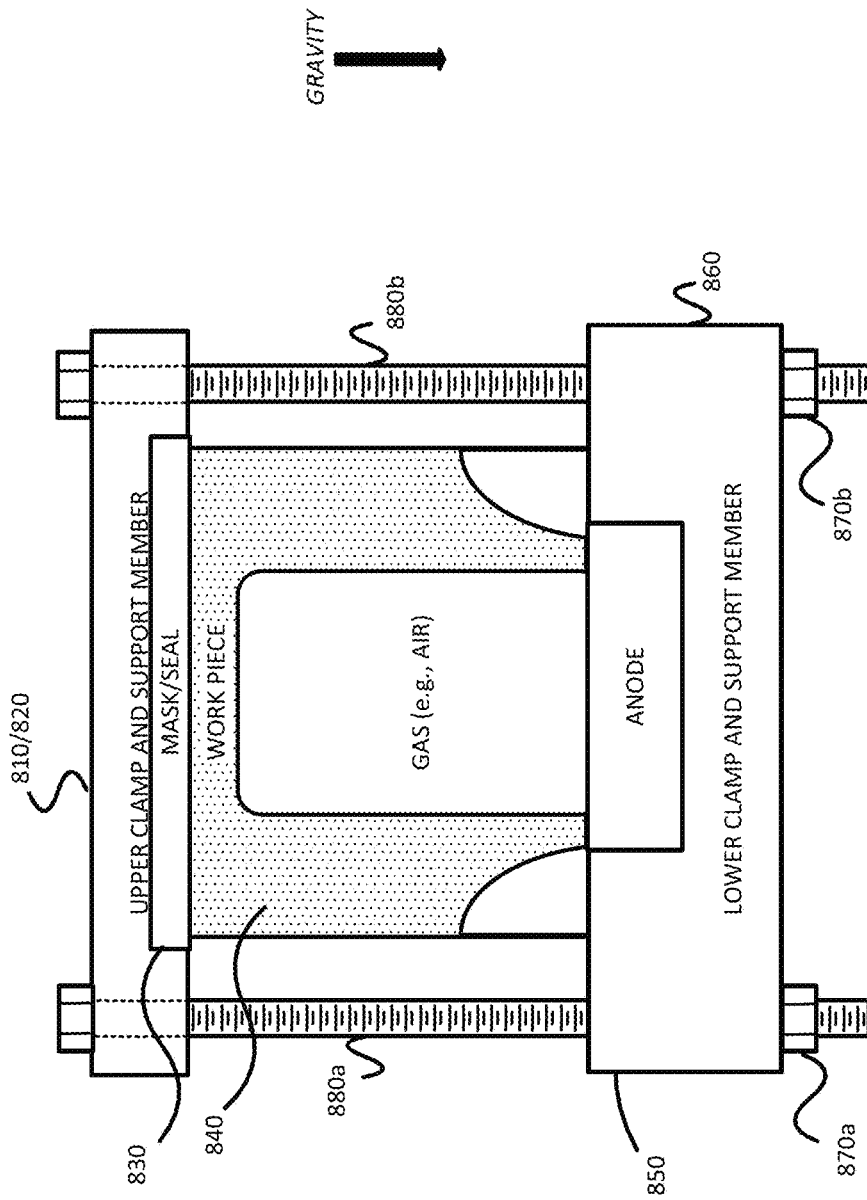 GRAVITY
810/820
UPPER CLAMP AND SUPPORT MEMBER
MASK/SEAL
WORK PIECE
GAS (e.g., AIR)
ANODE
LOWER CLAMP AND SUPPORT MEMBER
830
840
880a
880b
850
860
870a
870b